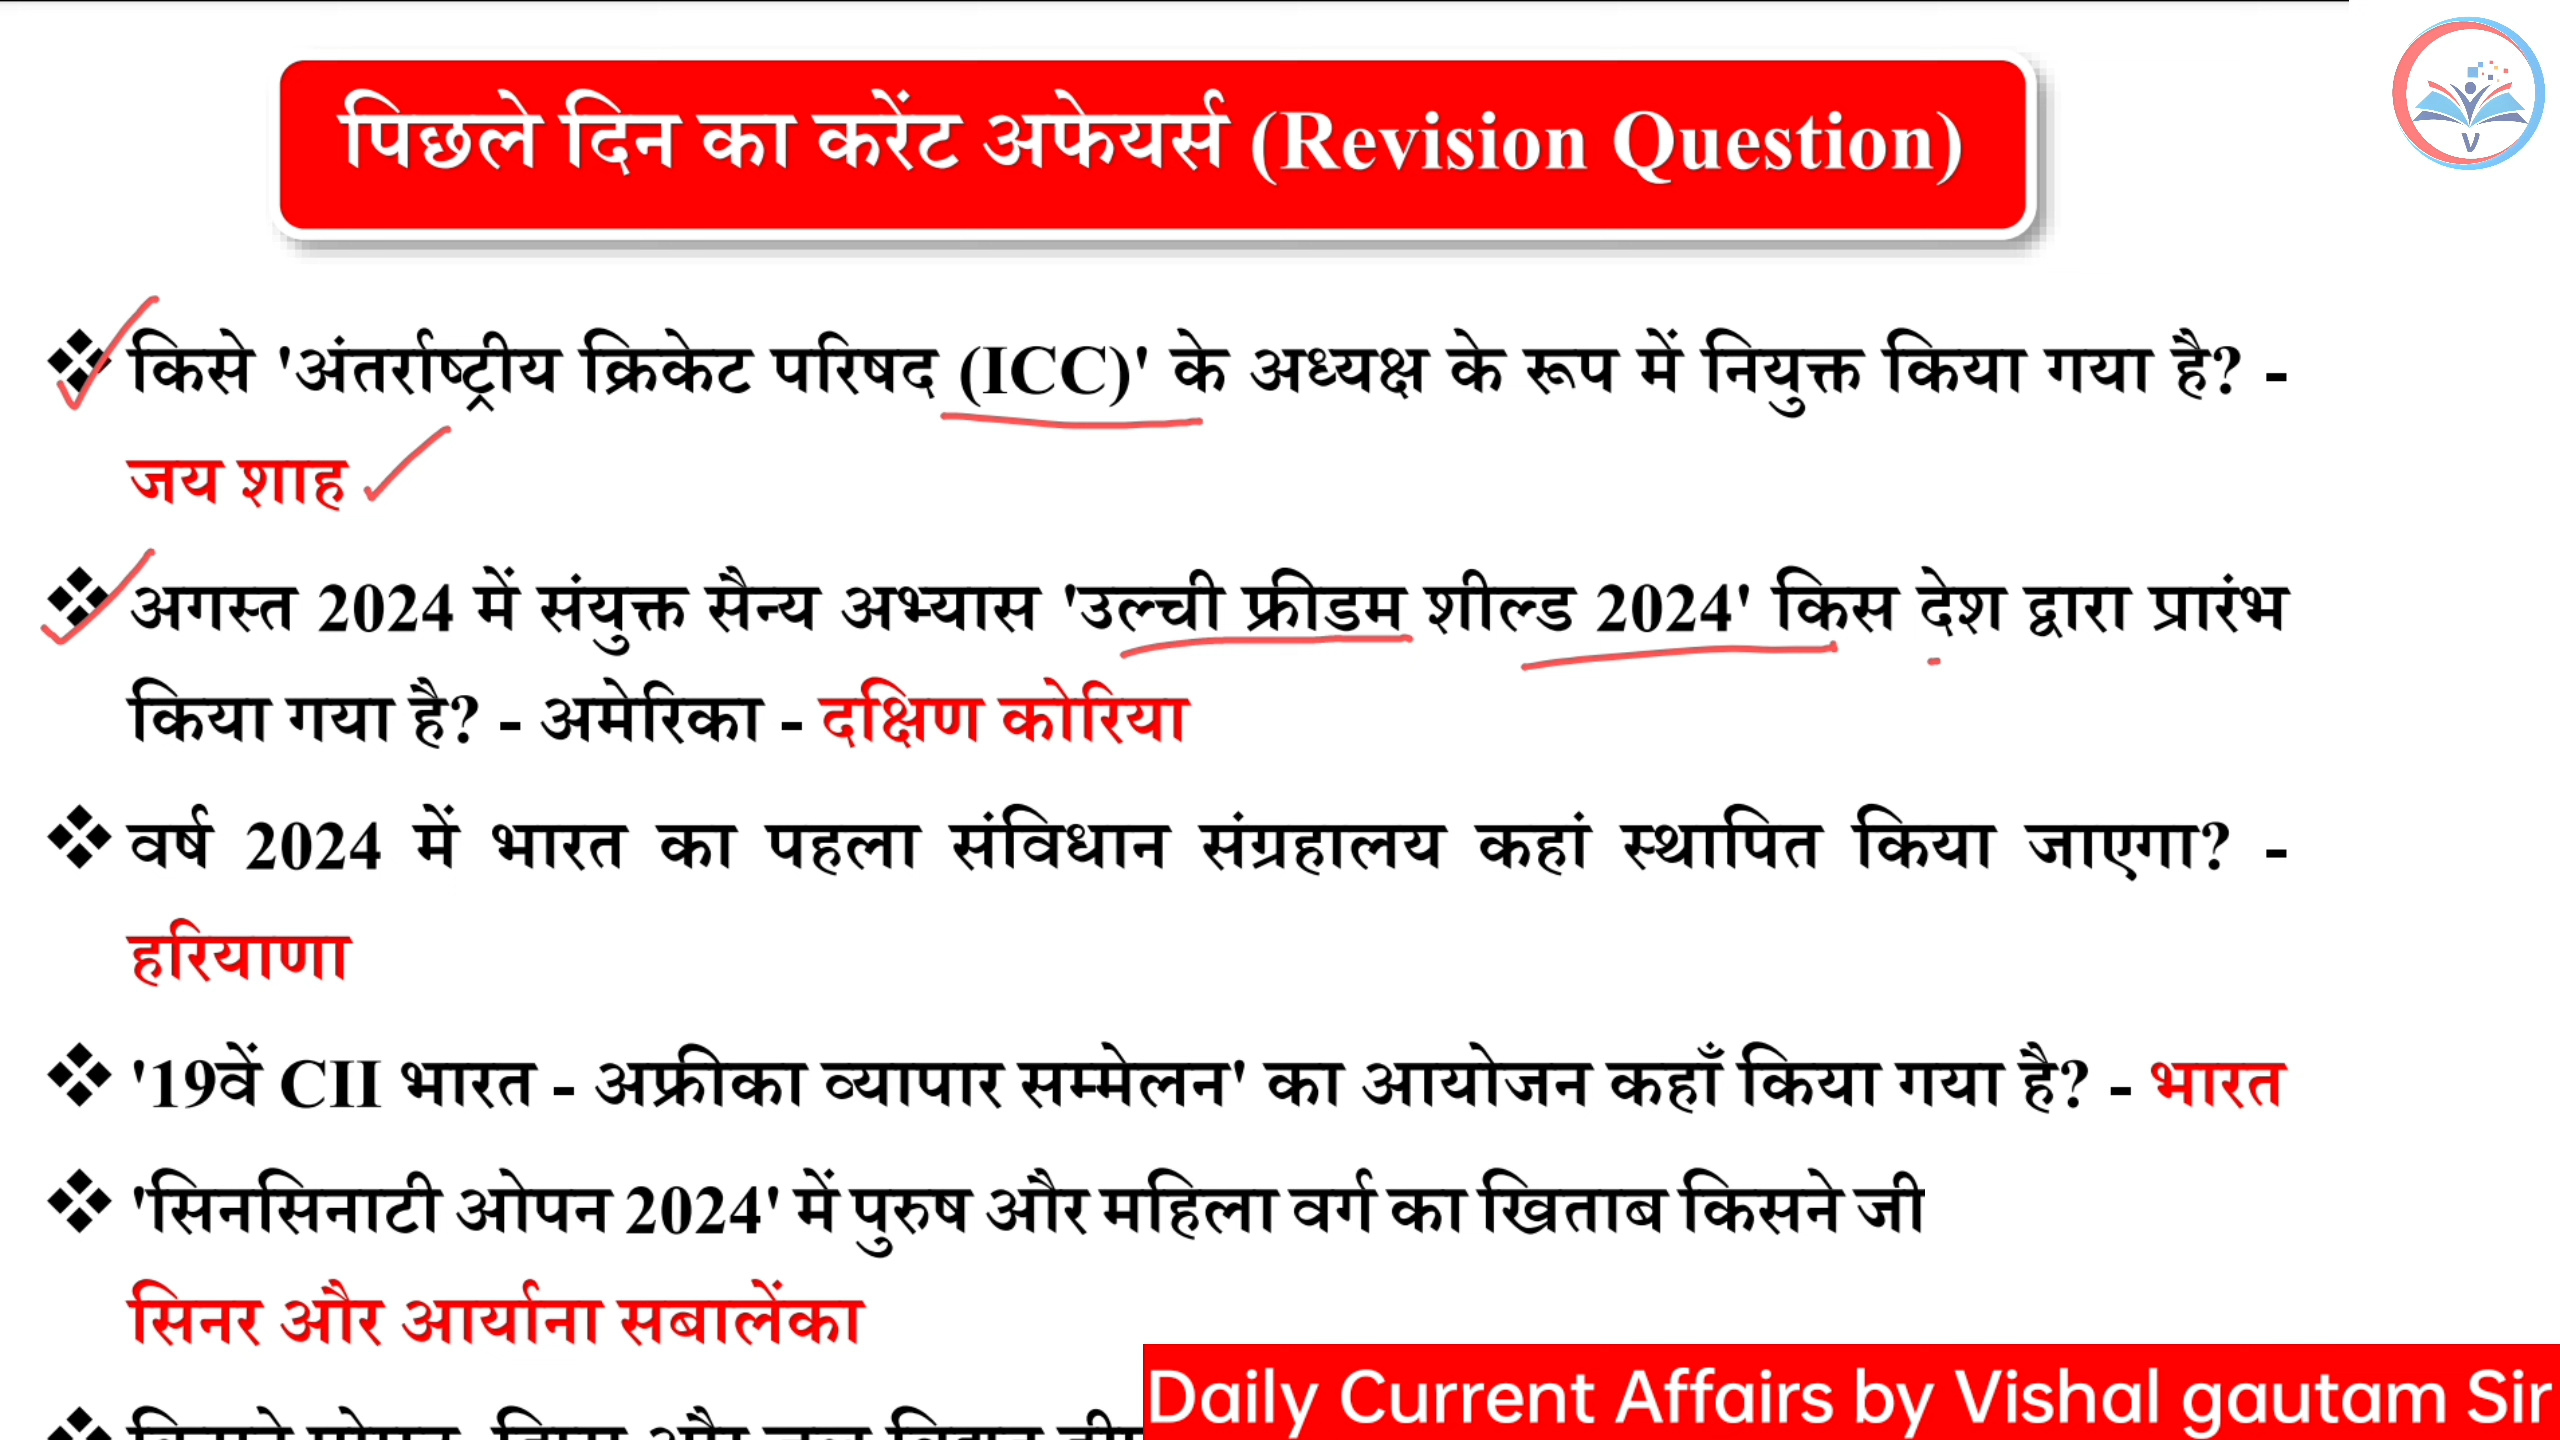 पिछले दिन का करेंट अफेयर्स (Revision Question)
V
❖ किसे 'अंतर्राष्ट्रीय क्रिकेट परिषद (ICC)' के अध्यक्ष के रूप में नियुक्त किया गया है? -
जय शाह
❖ अगस्त 2024 में संयुक्त सैन्य अभ्यास 'उल्ची फ्रीडम शील्ड 2024' किस देश द्वारा प्रारंभ
किया गया है? - अमेरिका - दक्षिण कोरिया
❖ वर्ष 2024 में भारत का पहला संविधान संग्रहालय कहां स्थापित किया जाएगा? -
हरियाणा
❖ '19वें CII भारत - अफ्रीका व्यापार सम्मेलन' का आयोजन कहाँ किया गया है? - भारत
❖ 'सिनसिनाटी ओपन 2024' में पुरुष और महिला वर्ग का खिताब किसने जी
सिनर और आर्याना सबालेंका
Daily Current Affairs by Vishal gautam Sir